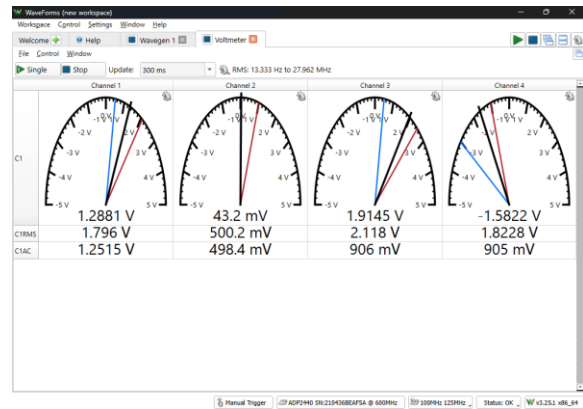 WaveForms (new workspace)
Workspace Control Settings Window Help
Welcome Help Wavegen 1 Voltmeter
File Control Window
Single Stop Update: 300 ms RMS: 13.333 Hz to 27.962 MHz
Channel 1 Channel 2 Channel 3 Channel 4
-1 V 0 V 1 V -1 V 0 V 1 V -1 V 0 V 1 V -1 V 0 V 1 V
-2 V 2 V -2 V 2 V -2 V 2 V -2 V 2 V
C1 -3 V 3 V -3 V 3 V -3 V 3 V -3 V 3 V
-4 V 4 V -4 V 4 V -4 V 4 V -4 V 4 V
-5 V 5 V -5 V 5 V -5 V 5 V -5 V 5 V
1.2881 V 43.2 mV 1.9145 V -1.5822 V
C1RMS 1.796 V 500.2 mV 2.118 V 1.8228 V
C1AC 1.2515 V 498.4 mV 906 mV 905 mV
Manual Trigger ADP2440 SN:210436BEAF5A @ 600MHz 100MHz 125MHz Status: OK v3.25.1 x86_64